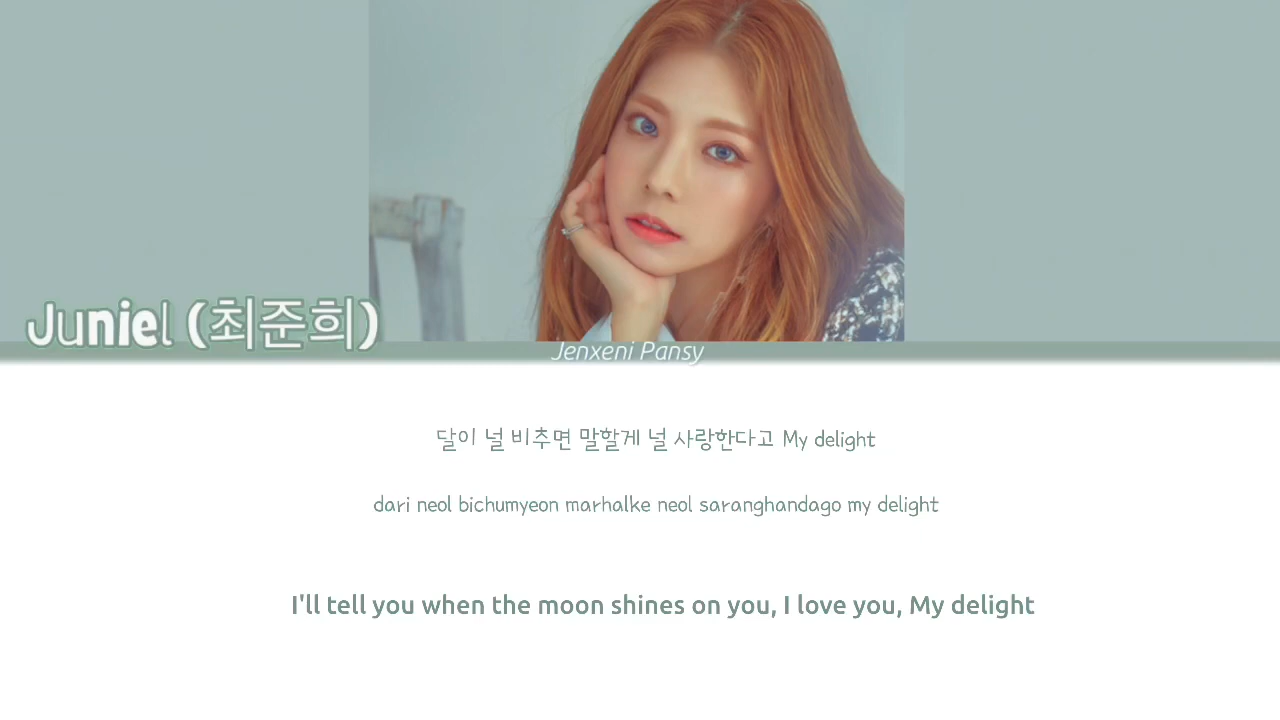 Juniel (최준희)
Jenxeni Pansy
달이 널 비추면 말할게 널 사랑한다고 My delight
dari neol bichumyeon marhalke neol saranghandago my delight
I'll tell you when the moon shines on you, I love you, My delight